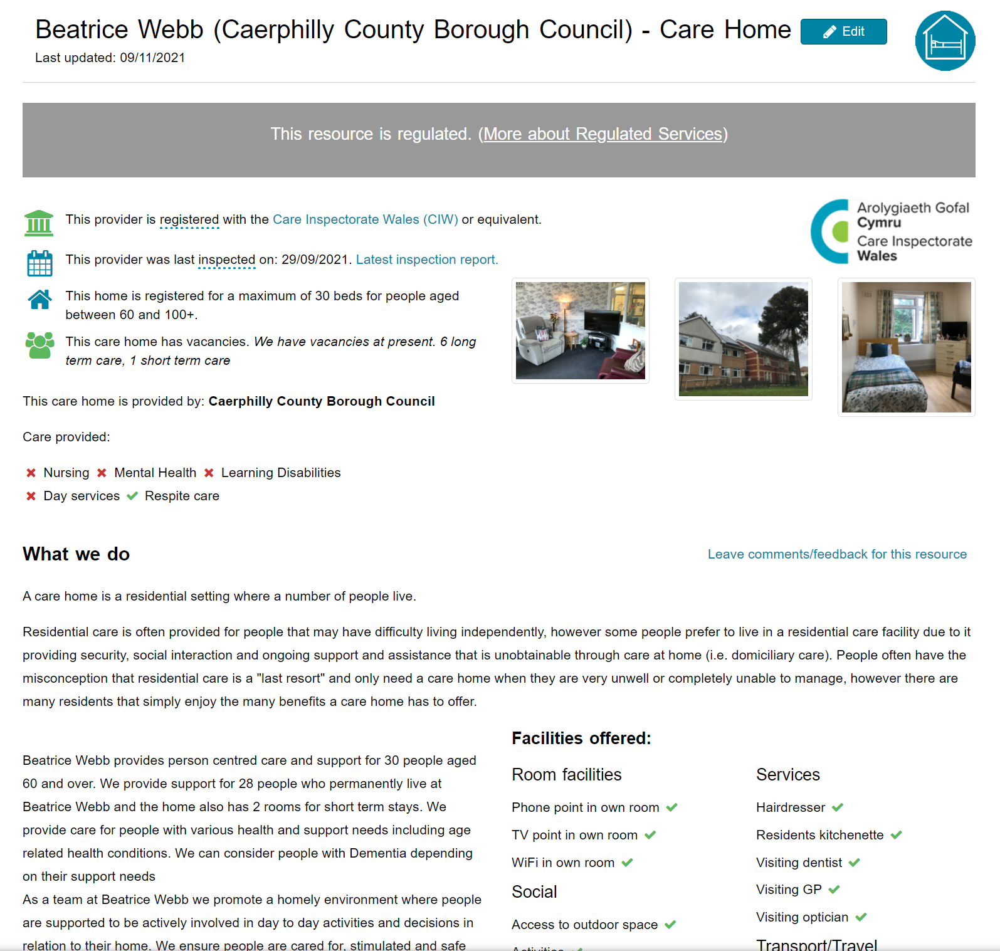 Beatrice Webb (Caerphilly County Borough Council) - Care Home
Edit
Last updated: 09/11/2021
This resource is regulated. (More about Regulated Services)
This provider is registered with the Care Inspectorate Wales (CIW) or equivalent.
Arolygiaeth Gofal
Cymru
Care Inspectorate
Wales
This provider was last inspected on: 29/09/2021. Latest inspection report.
This home is registered for a maximum of 30 beds for people aged
between 60 and 100+.
This care home has vacancies. We have vacancies at present. 6 long
term care, 1 short term care
This care home is provided by: Caerphilly County Borough Council
Care provided:
Nursing Mental Health Learning Disabilities
Day services Respite care
What we do
Leave comments/feedback for this resource
A care home is a residential setting where a number of people live.
Residential care is often provided for people that may have difficulty living independently, however some people prefer to live in a residential care facility due to it
providing security, social interaction and ongoing support and assistance that is unobtainable through care at home (i.e. domiciliary care). People often have the
misconception that residential care is a "last resort" and only need a care home when they are very unwell or completely unable to manage, however there are
many residents that simply enjoy the many benefits a care home has to offer.
Beatrice Webb provides person centred care and support for 30 people aged
60 and over. We provide support for 28 people who permanently live at
Beatrice Webb and the home also has 2 rooms for short term stays. We
provide care for people with various health and support needs including age
related health conditions. We can consider people with Dementia depending
on their support needs
As a team at Beatrice Webb we promote a homely environment where people
are supported to be actively involved in day to day activities and decisions in
relation to their home. We ensure people are cared for, stimulated and safe
Facilities offered:
Room facilities
Phone point in own room
TV point in own room
WiFi in own room
Social
Access to outdoor space
Activities
Services
Hairdresser
Residents kitchenette
Visiting dentist
Visiting GP
Visiting optician
Transport/Travel